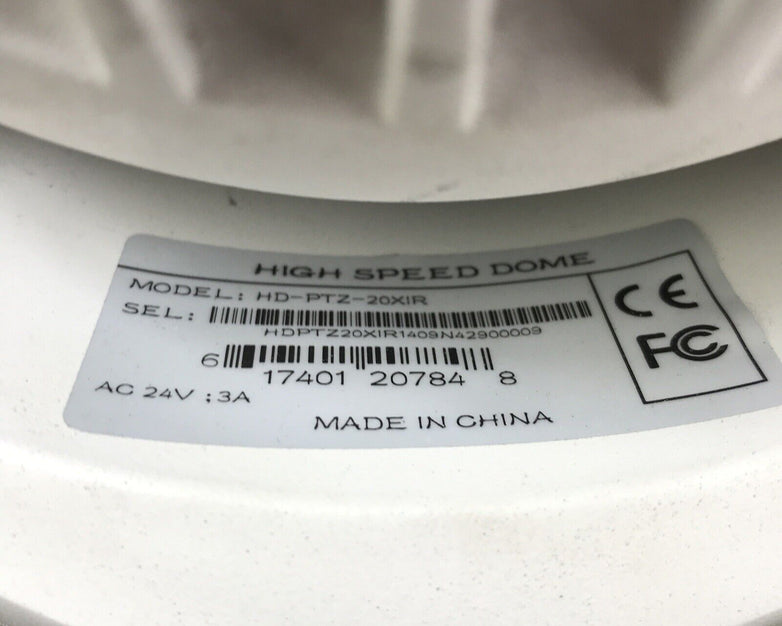 HIGH SPEED DOME
MODEL: HD-PTZ-20XIR
SEL:
HDPTZ20XIR1409N42900009
6 17401 20784 8
AC 24V ; 3A
MADE IN CHINA
CE
FC